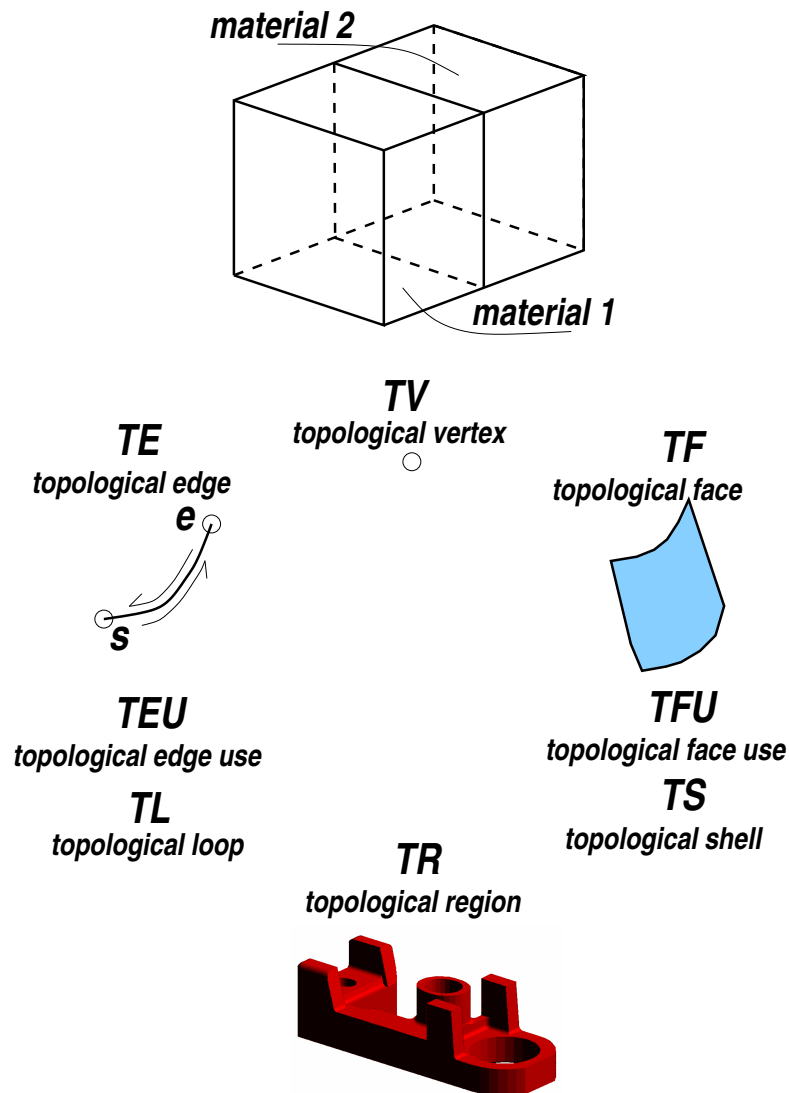 material 2
material 1
TV
topological vertex
TE
topological edge
e
s
TF
topological face
TEU
topological edge use
TL
topological loop
TFU
topological face use
TS
topological shell
TR
topological region